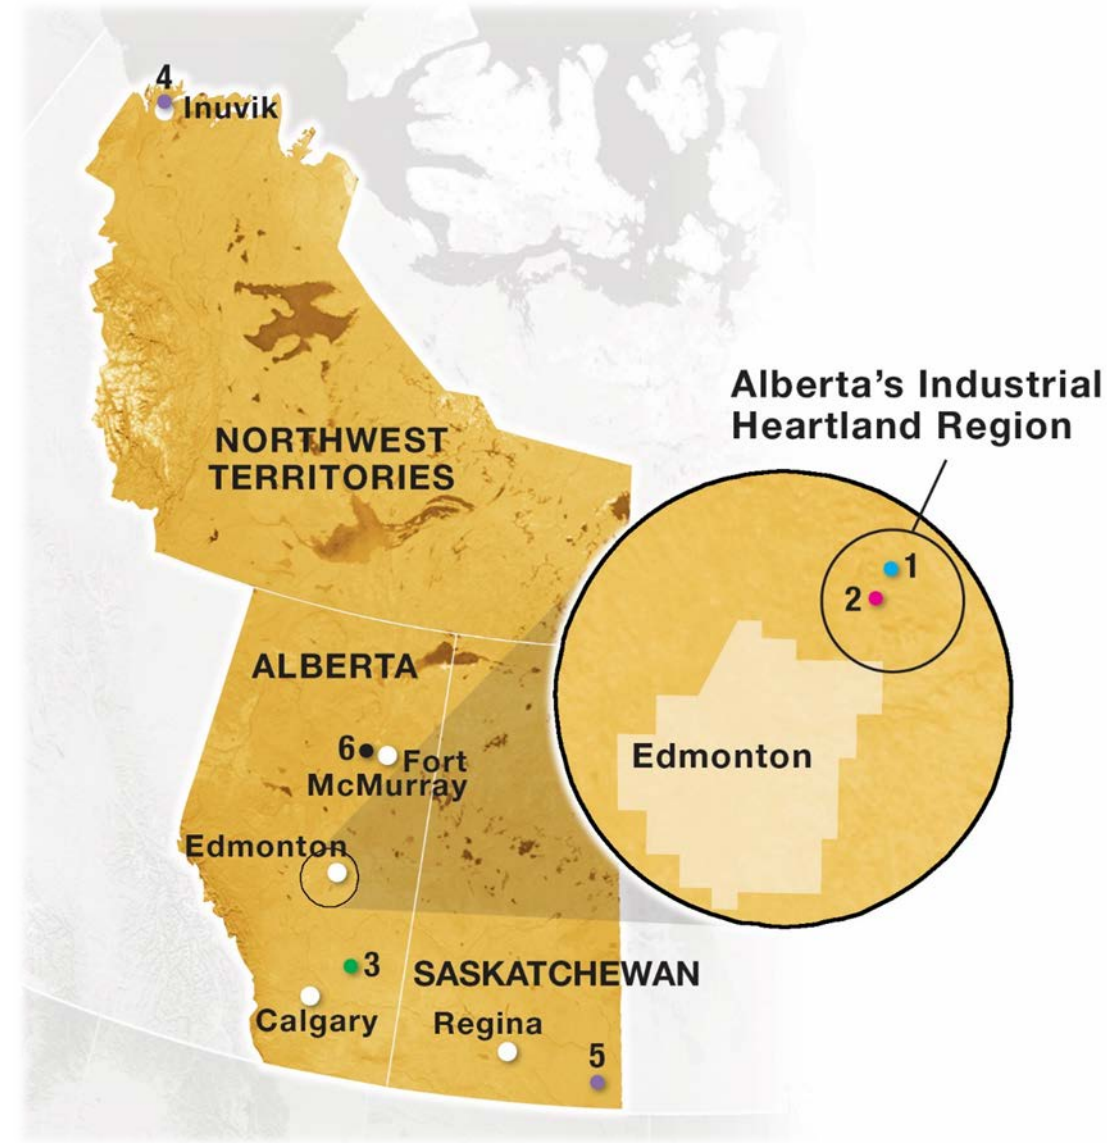 4
Inuvik
Alberta’s Industrial
Heartland Region
NORTHWEST
TERRITORIES
1
2
ALBERTA
6
Fort
McMurray
Edmonton
Edmonton
3
SASKATCHEWAN
Calgary
Regina
5